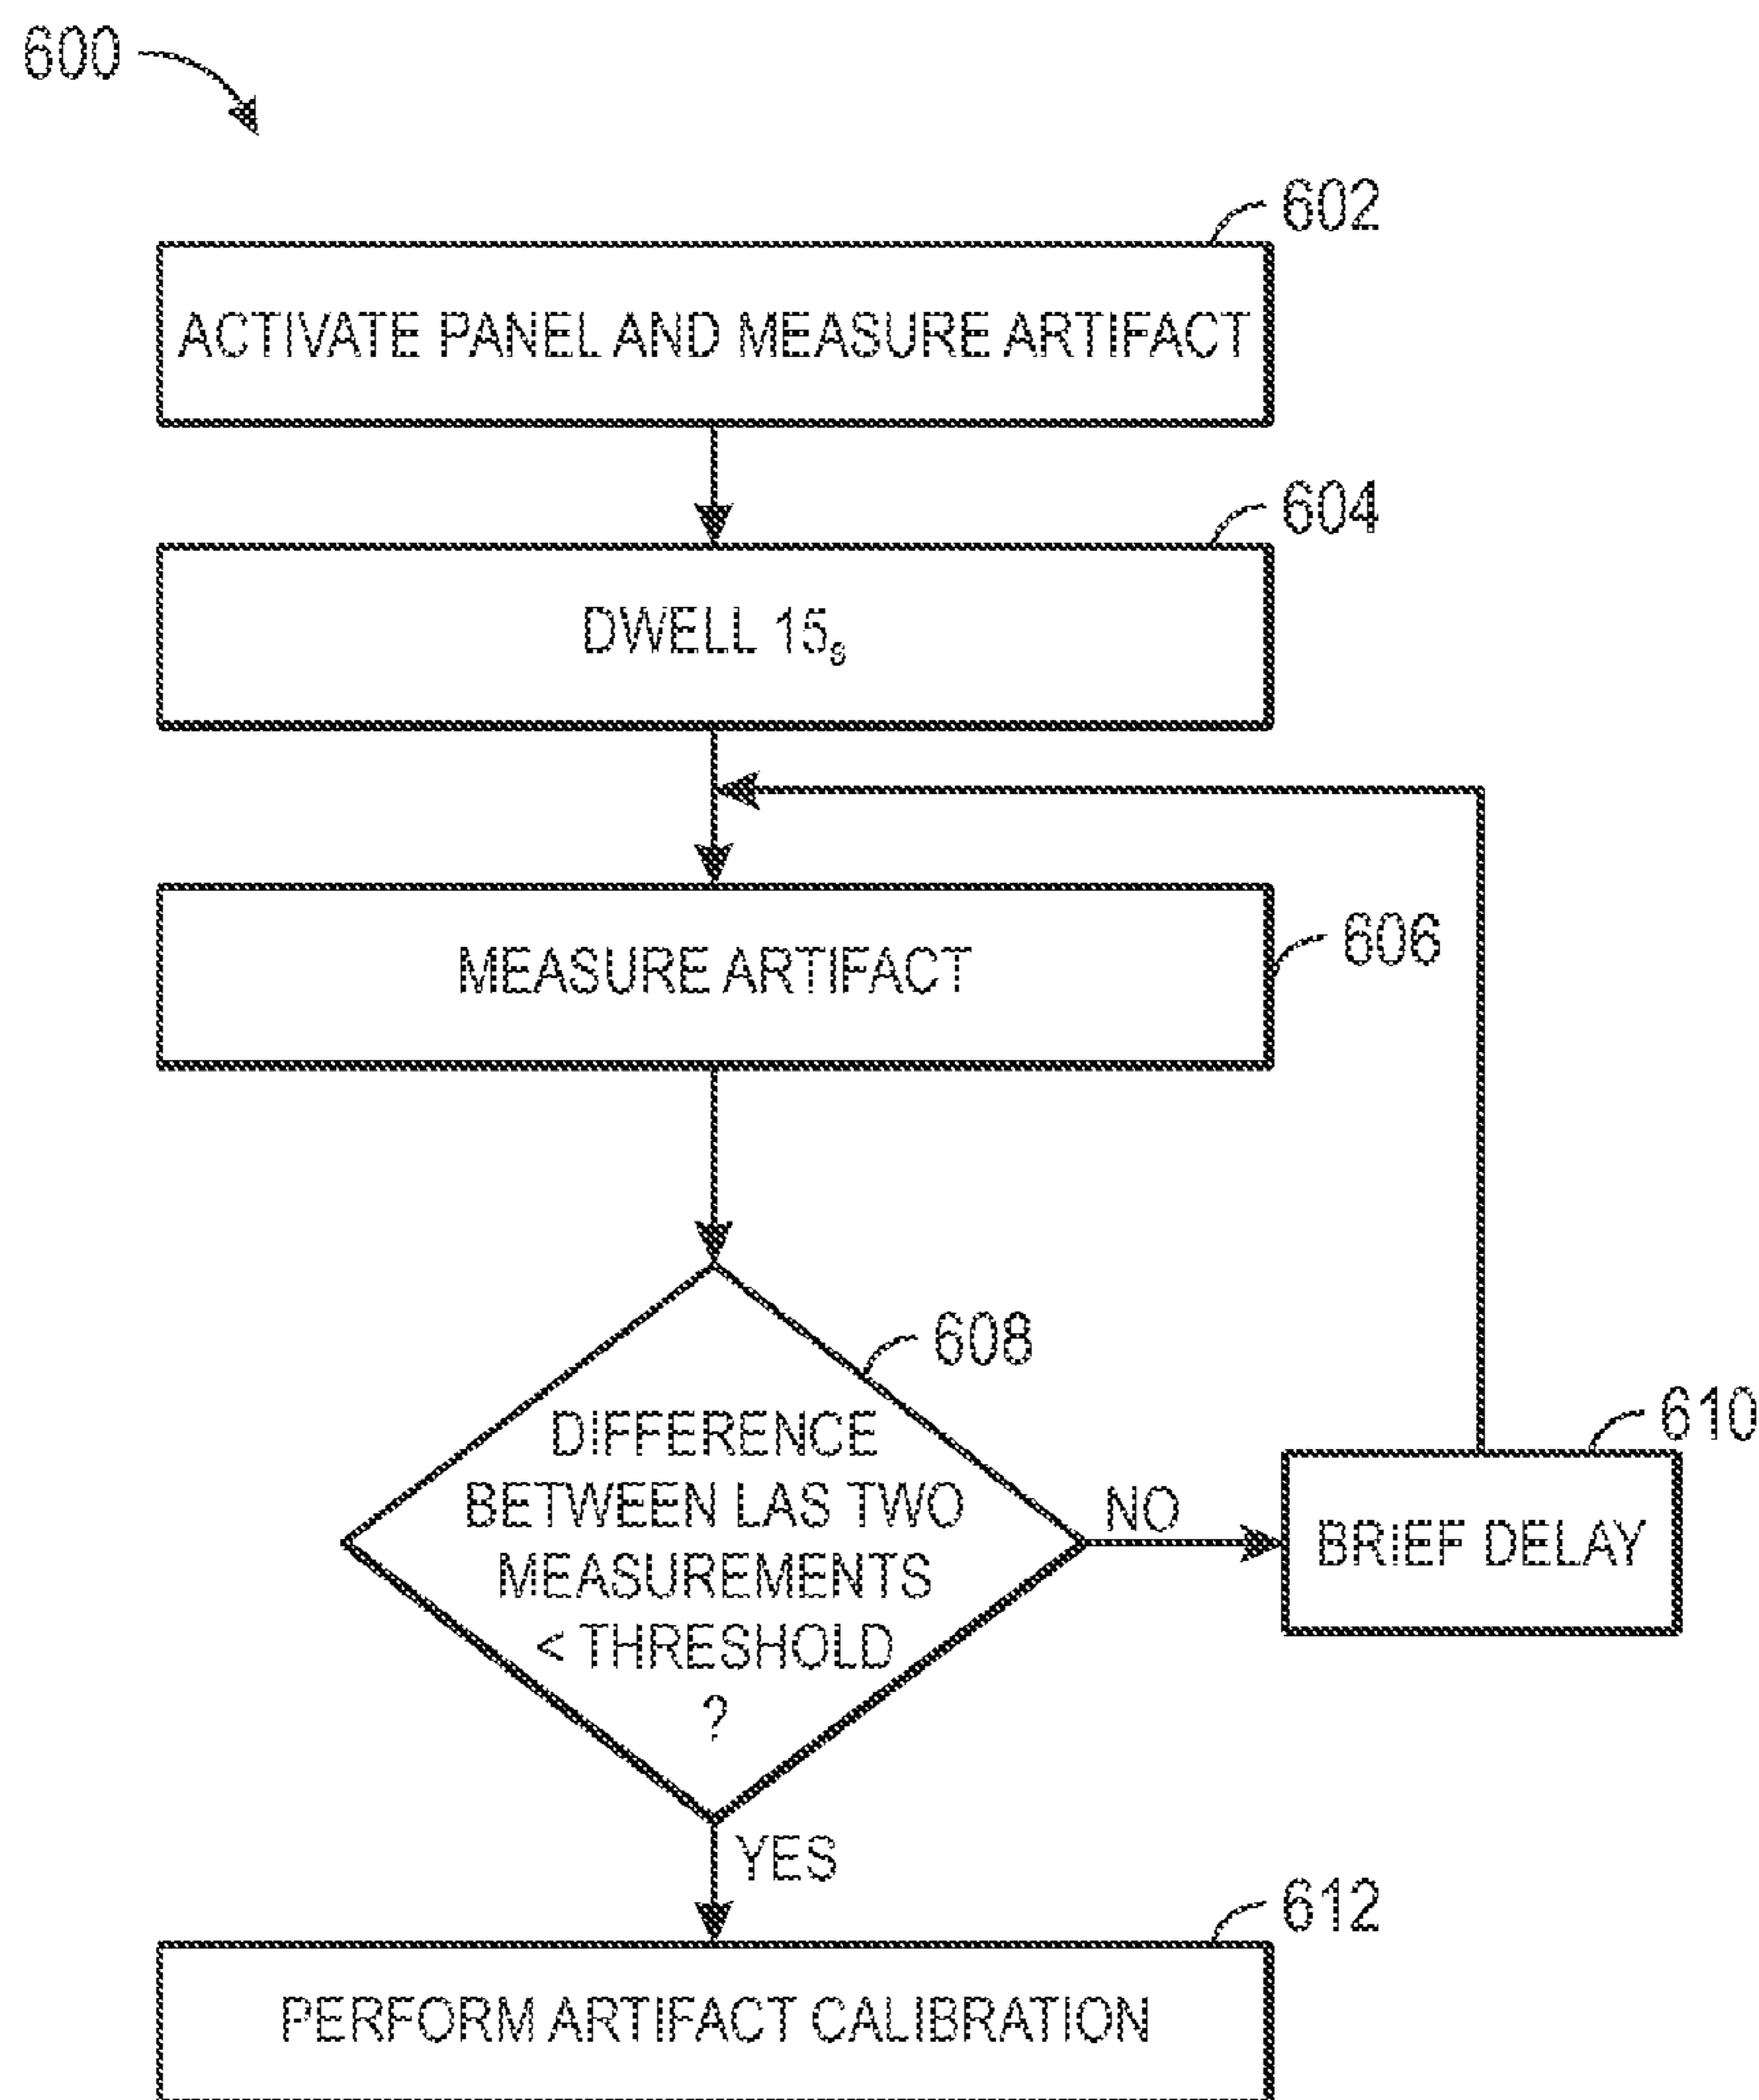 600
602
ACTIVATE PANEL AND MEASURE ARTIFACT
604
DWELL 15s
606
MEASURE ARTIFACT
608
DIFFERENCE
BETWEEN LAS TWO
MEASUREMENTS
< THRESHOLD
?
NO
610
BRIEF DELAY
YES
612
PERFORM ARTIFACT CALIBRATION